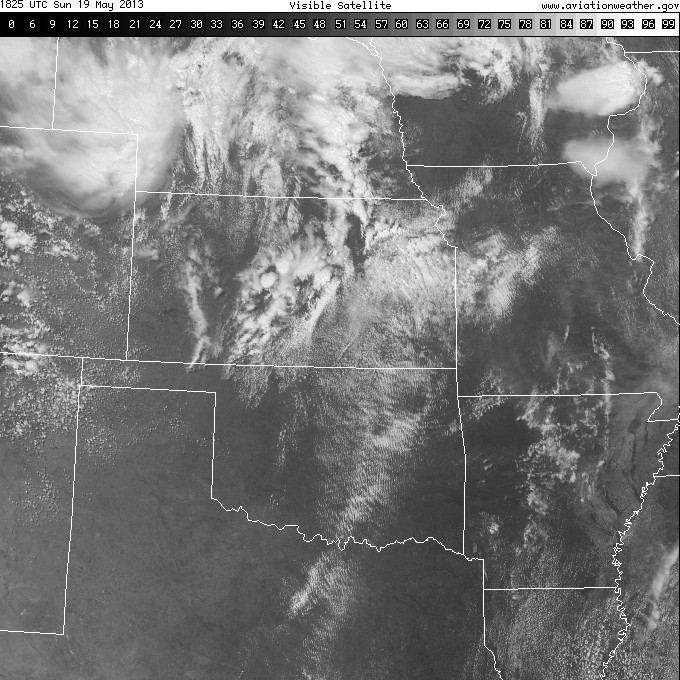 1825 UTC Sun 19 May 2013 Visible Satellite www.aviationweather.gov
0 6 9 12 15 18 21 24 27 30 33 36 39 42 45 48 51 54 57 60 63 66 69 72 75 78 81 84 87 90 93 96 99